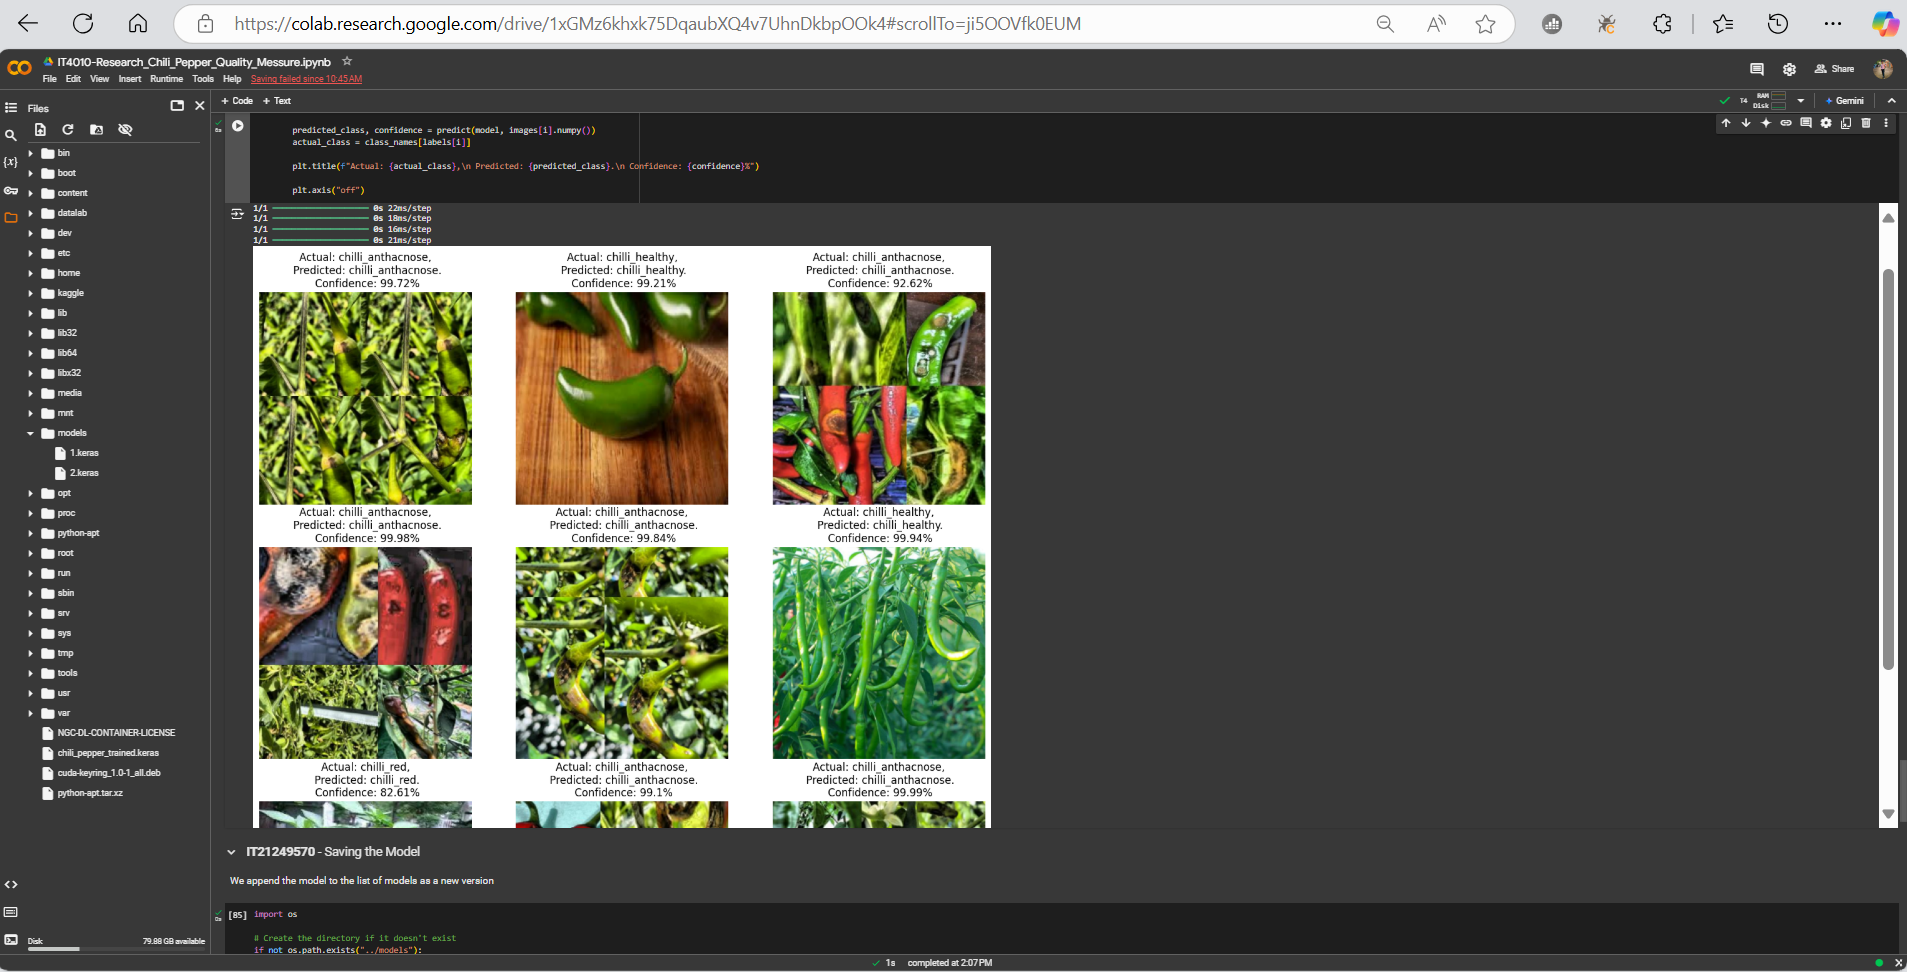 https://colab.research.google.com/drive/1xGMz6khxk75DqaubXQ4v7UhnDkbpOOk4#scrollTo=ji5OOVfk0EUM
IT4010-Research_Chili_Pepper_Quality_Messure.ipynb
File Edit View Insert Runtime Tools Help Saving failed since 10:45 AM
Share
Files
+ Code + Text
T4 RAM Disk
Gemini
bin
boot
content
datalab
dev
etc
home
kaggle
lib
lib32
lib64
libx32
media
mnt
models
1.keras
2.keras
opt
proc
python-apt
root
run
sbin
srv
sys
tmp
tools
usr
var
NGC-DL-CONTAINER-LICENSE
chili_pepper_trained.keras
cuda-keyring_1.0-1_all.deb
python-apt.tar.xz
Disk 79.88 GB available
predicted_class, confidence = predict(model, images[i].numpy())
actual_class = class_names[labels[i]]
plt.title(f"Actual: {actual_class},\n Predicted: {predicted_class}.\n Confidence: {confidence}%")
plt.axis("off")
1/1 0s 22ms/step
1/1 0s 18ms/step
1/1 0s 16ms/step
1/1 0s 21ms/step
Actual: chilli_anthacnose,
Predicted: chilli_anthacnose.
Confidence: 99.72%
Actual: chilli_healthy,
Predicted: chilli_healthy.
Confidence: 99.21%
Actual: chilli_anthacnose,
Predicted: chilli_anthacnose.
Confidence: 92.62%
Actual: chilli_anthacnose,
Predicted: chilli_anthacnose.
Confidence: 99.98%
Actual: chilli_anthacnose,
Predicted: chilli_anthacnose.
Confidence: 99.84%
Actual: chilli_healthy,
Predicted: chilli_healthy.
Confidence: 99.94%
Actual: chilli_red,
Predicted: chilli_red.
Confidence: 82.61%
Actual: chilli_anthacnose,
Predicted: chilli_anthacnose.
Confidence: 99.1%
Actual: chilli_anthacnose,
Predicted: chilli_anthacnose.
Confidence: 99.99%
IT21249570 - Saving the Model
We append the model to the list of models as a new version
[85] import os
# Create the directory if it doesn't exist
if not os.path.exists("../models"):
1s completed at 2:07 PM